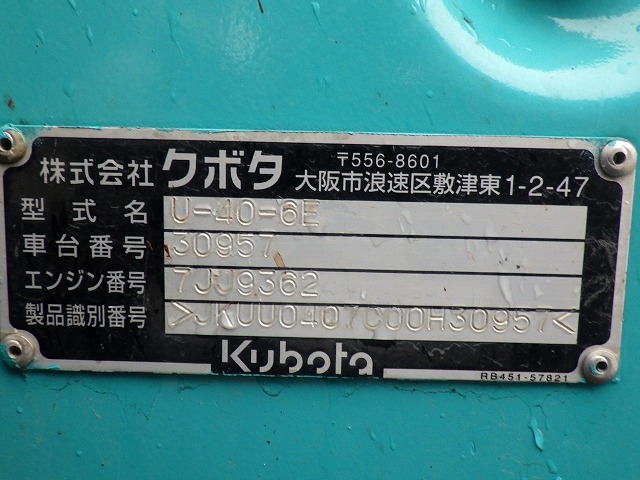 株式会社 クボタ 〒556-8601
大阪市浪速区敷津東1-2-47
型式名 U-40-6E
車台番号 30957
エンジン番号 7JJ9362
製品識別番号 >JKUU0407C00H30957<
Kubota
RB451-57821